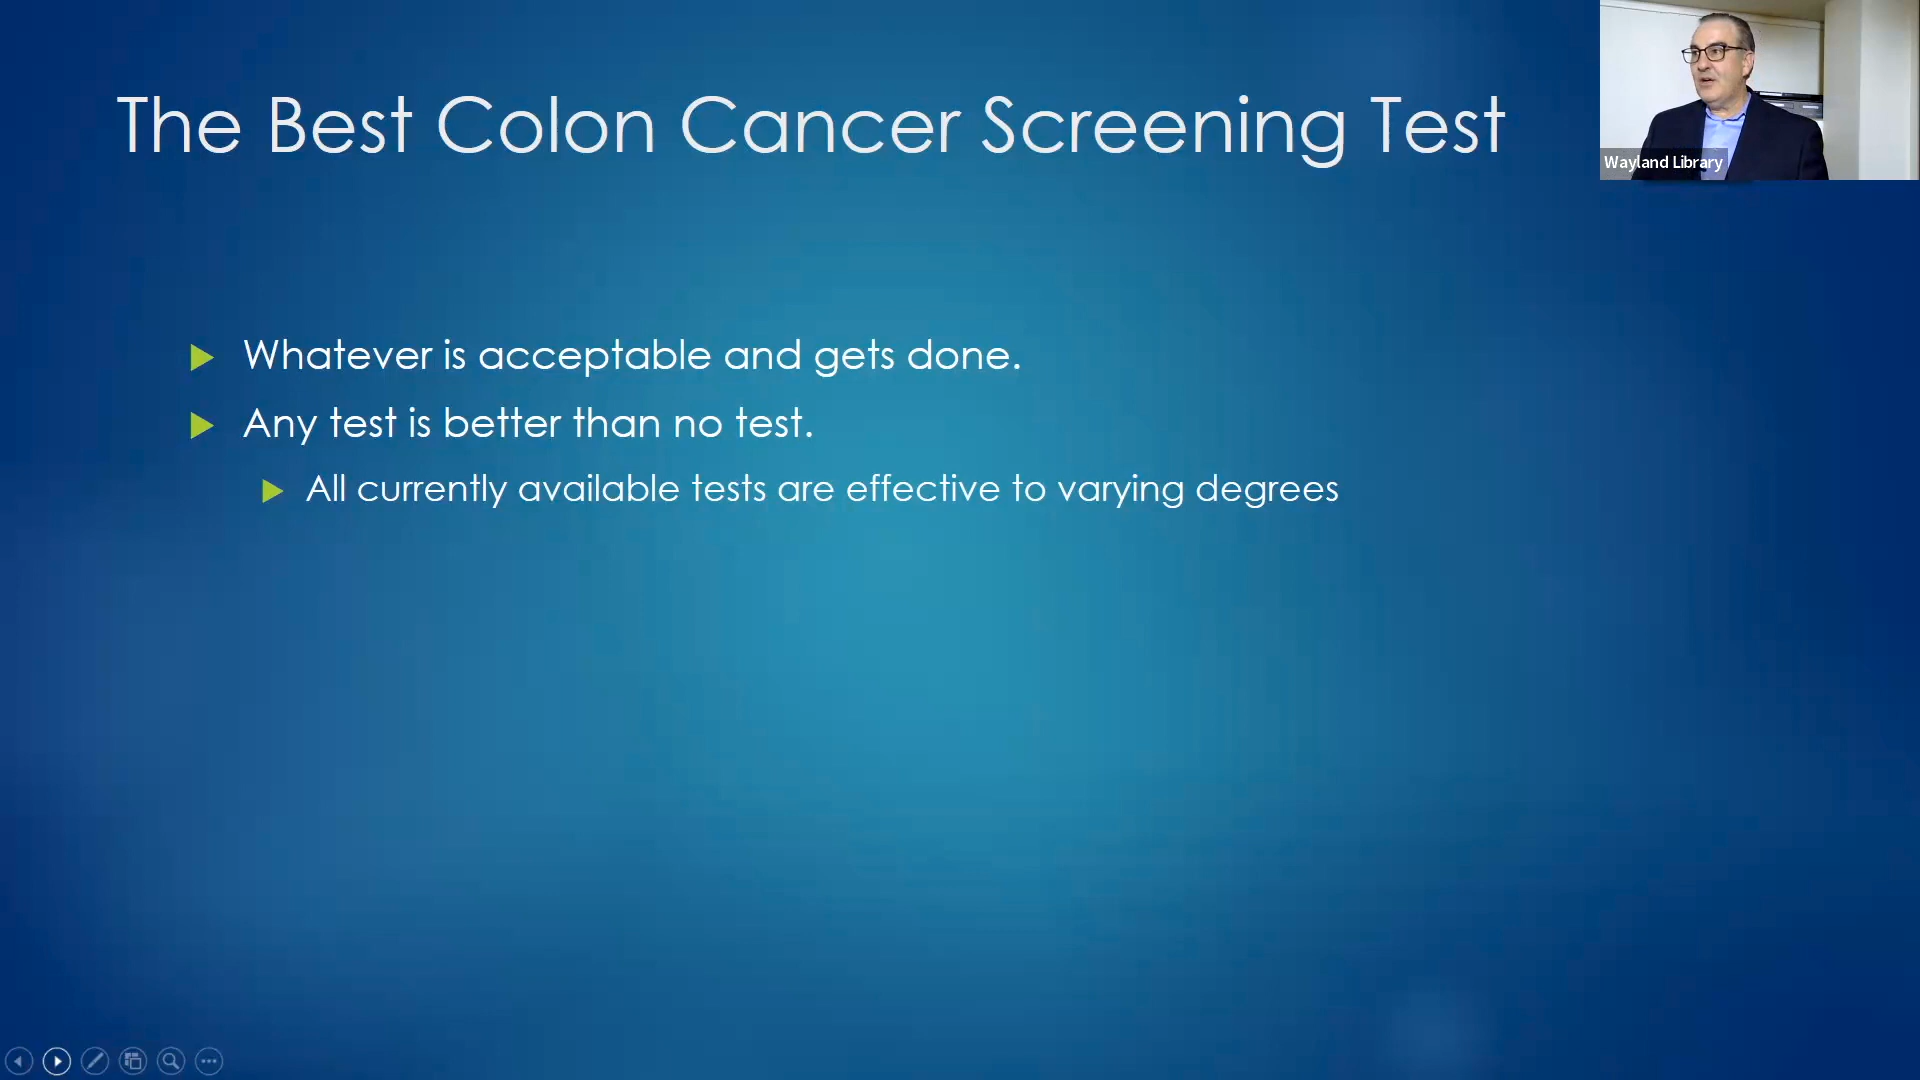 The Best Colon Cancer Screening Test
Wayland Library
Whatever is acceptable and gets done.
Any test is better than no test.
All currently available tests are effective to varying degrees